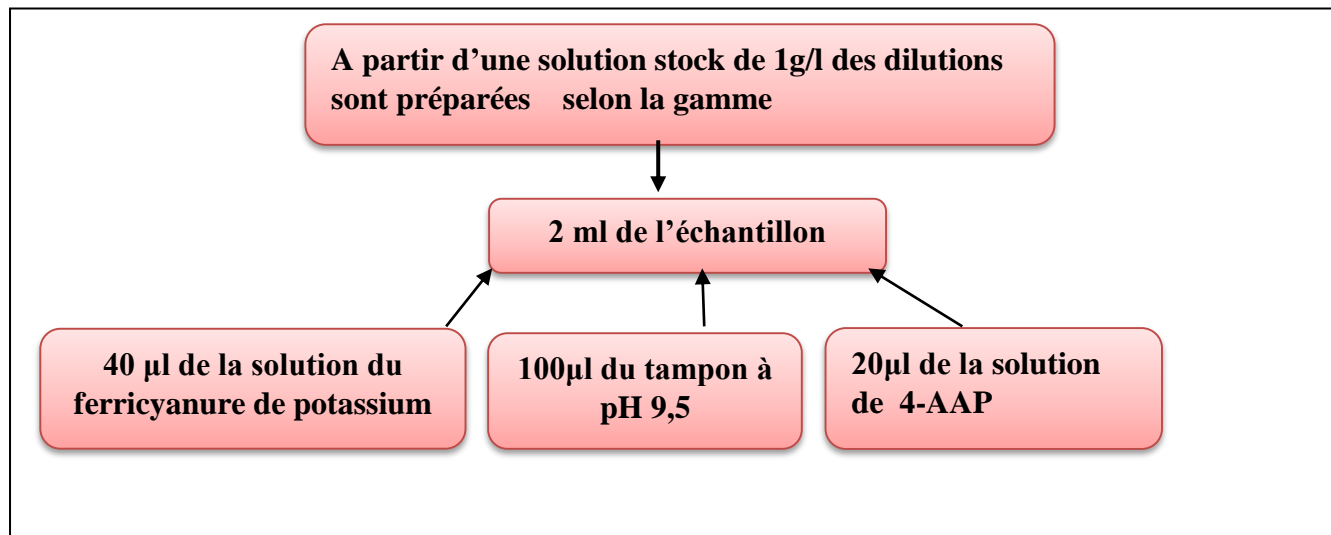 A partir d’une solution stock de 1g/l des dilutions
sont préparées selon la gamme
2 ml de l’échantillon
40 µl de la solution du
ferricyanure de potassium
100µl du tampon à
pH 9,5
20µl de la solution
de 4-AAP